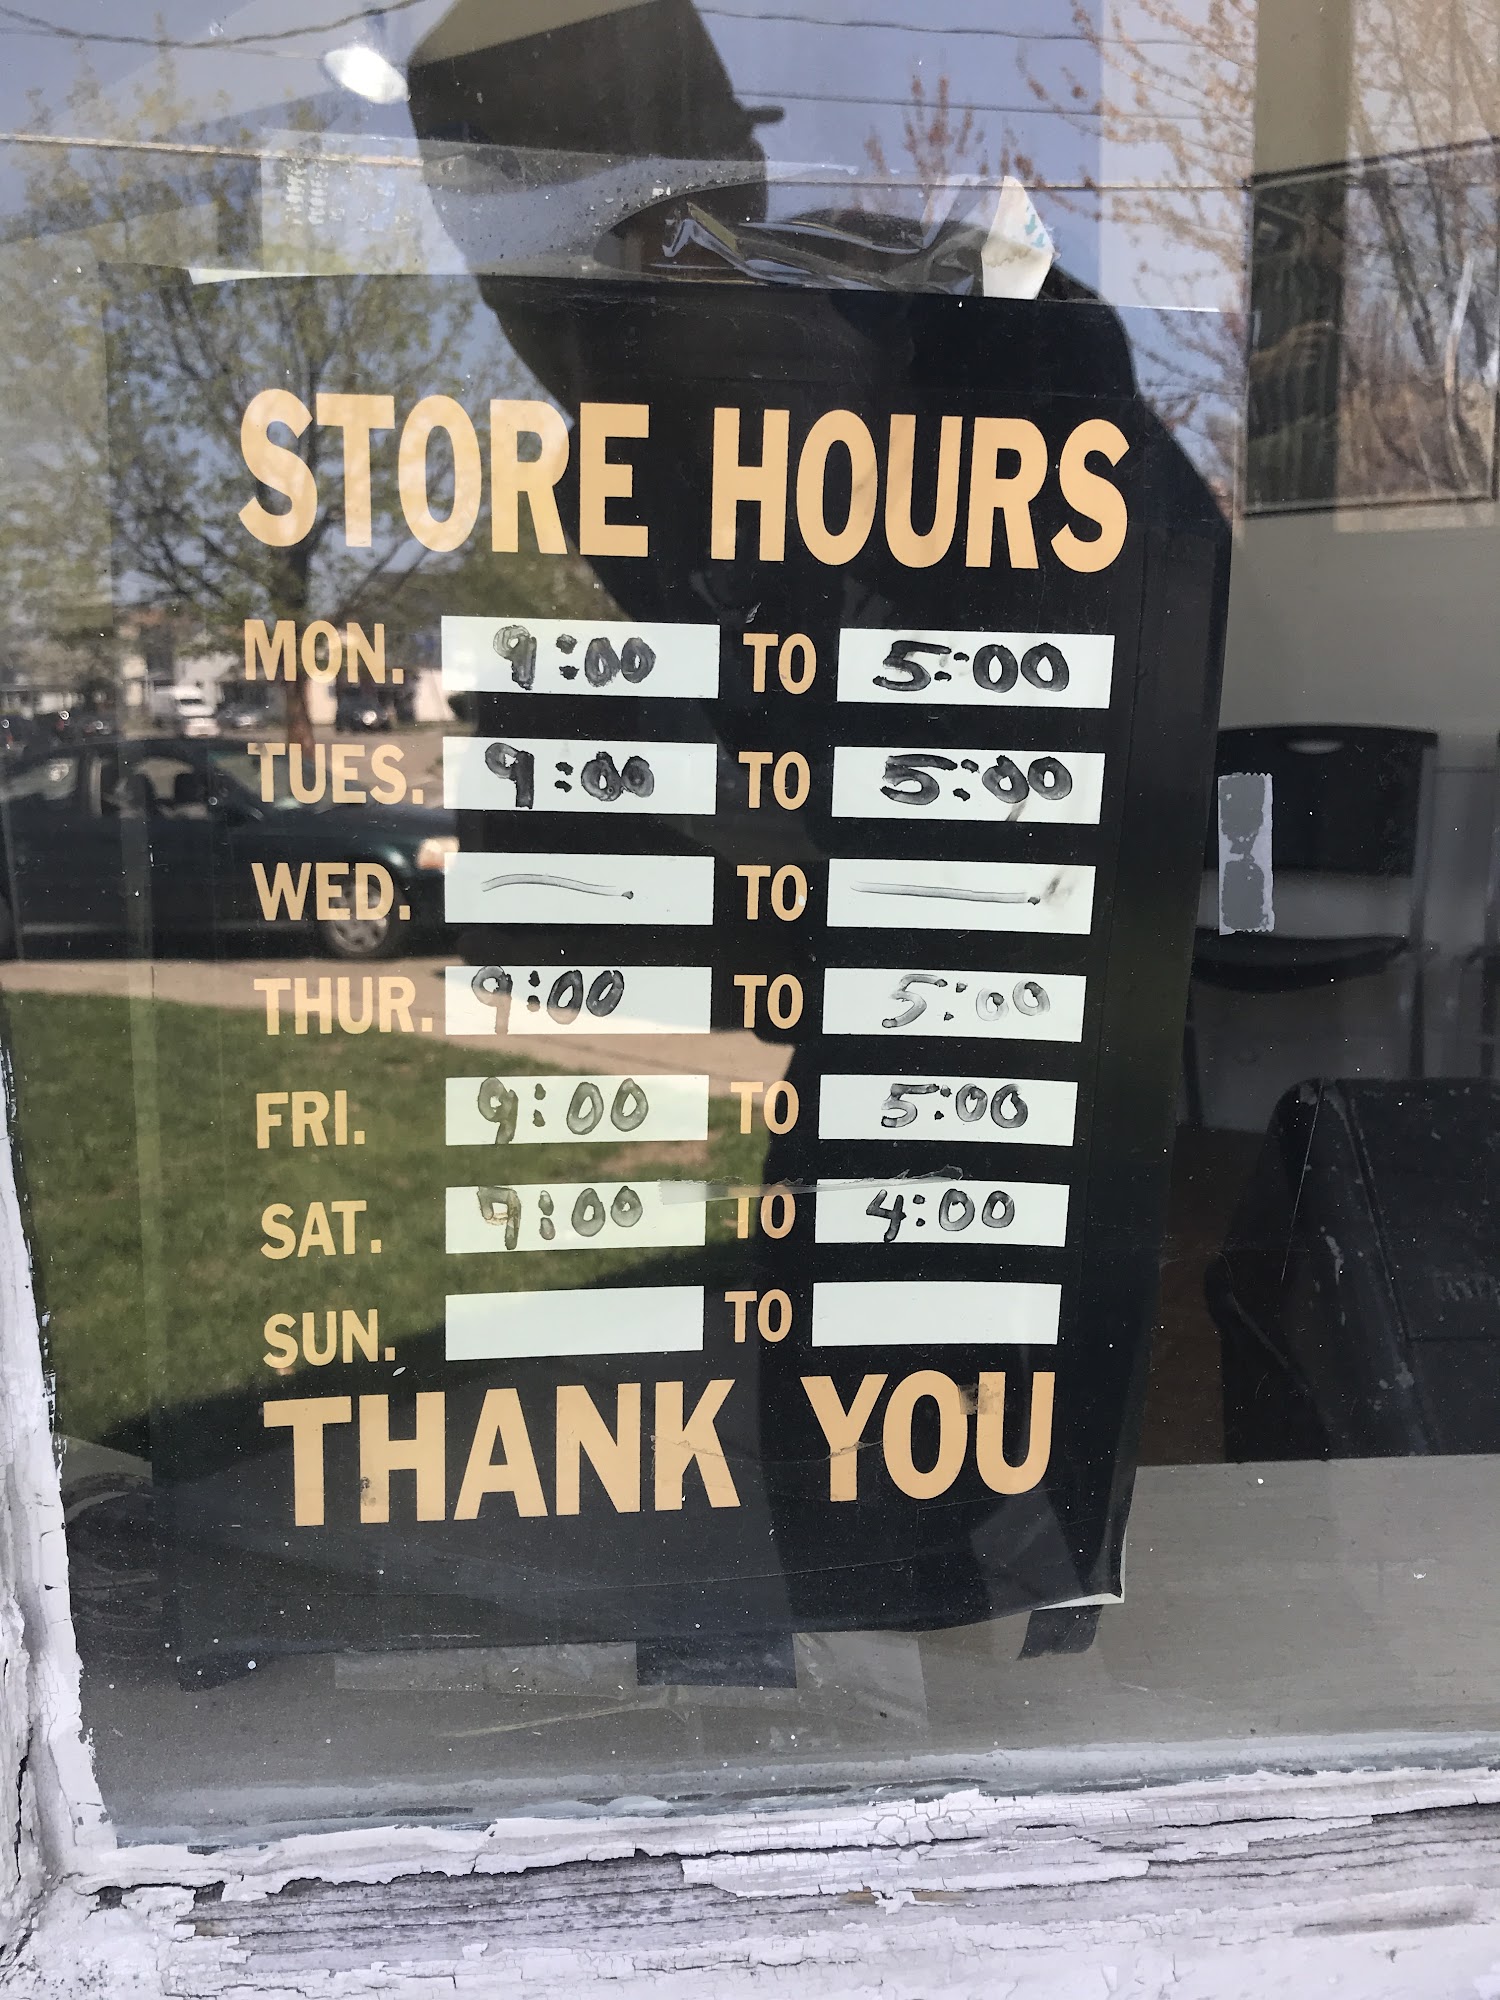 STORE HOURS
MON. 9:00 TO 5:00
TUES. 9:00 TO 5:00
WED. — TO —
THUR. 9:00 TO 5:00
FRI. 9:00 TO 5:00
SAT. 9:00 TO 4:00
SUN. TO
THANK YOU